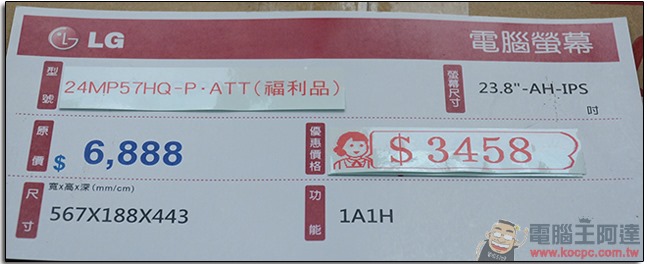 LG 電腦螢幕
型號 24MP57HQ-P·ATT(福利品)
螢幕尺寸 23.8"-AH-IPS 吋
原價 $ 6,888
優惠價格 $ 3458
尺寸 寬x高x深(mm/cm)
567X188X443
功能 1A1H
電腦王阿達
http://www.kocpc.com.tw